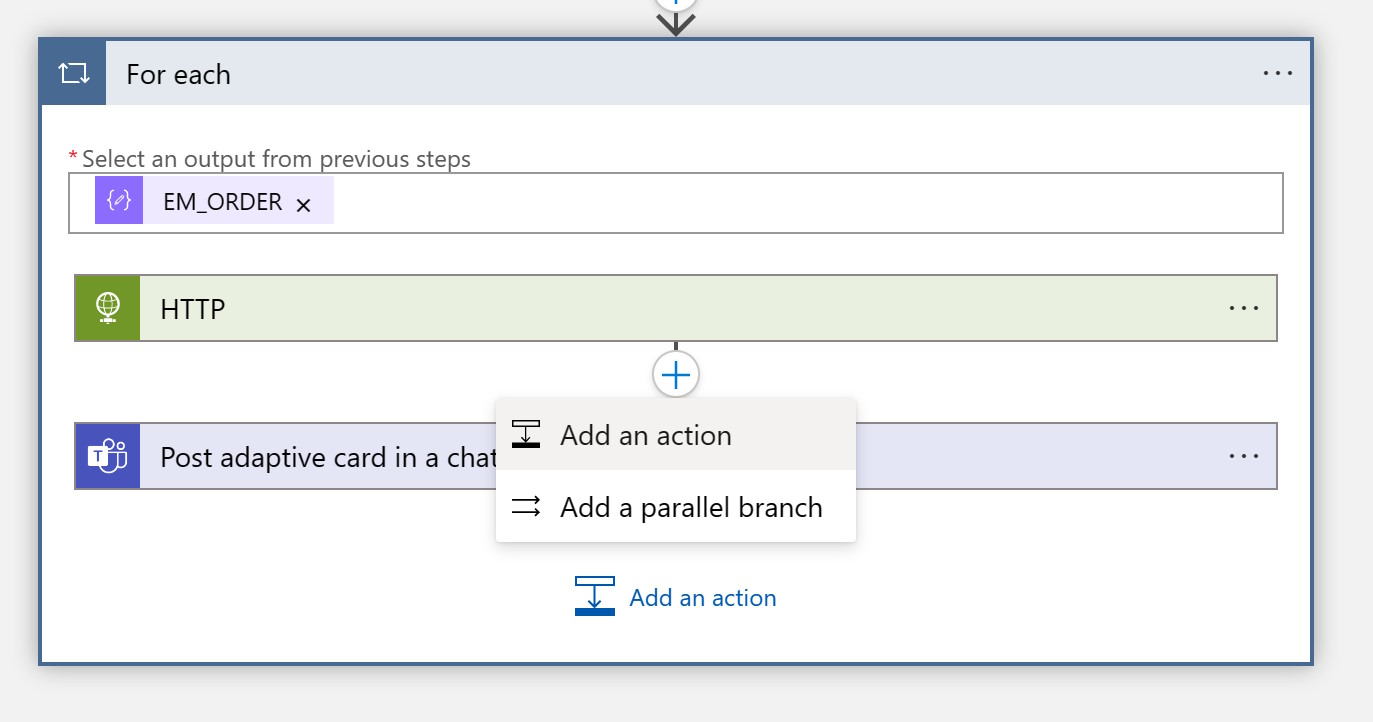 For each
* Select an output from previous steps
EM_ORDER
HTTP
Add an action
Post adaptive card in a chat
Add a parallel branch
Add an action